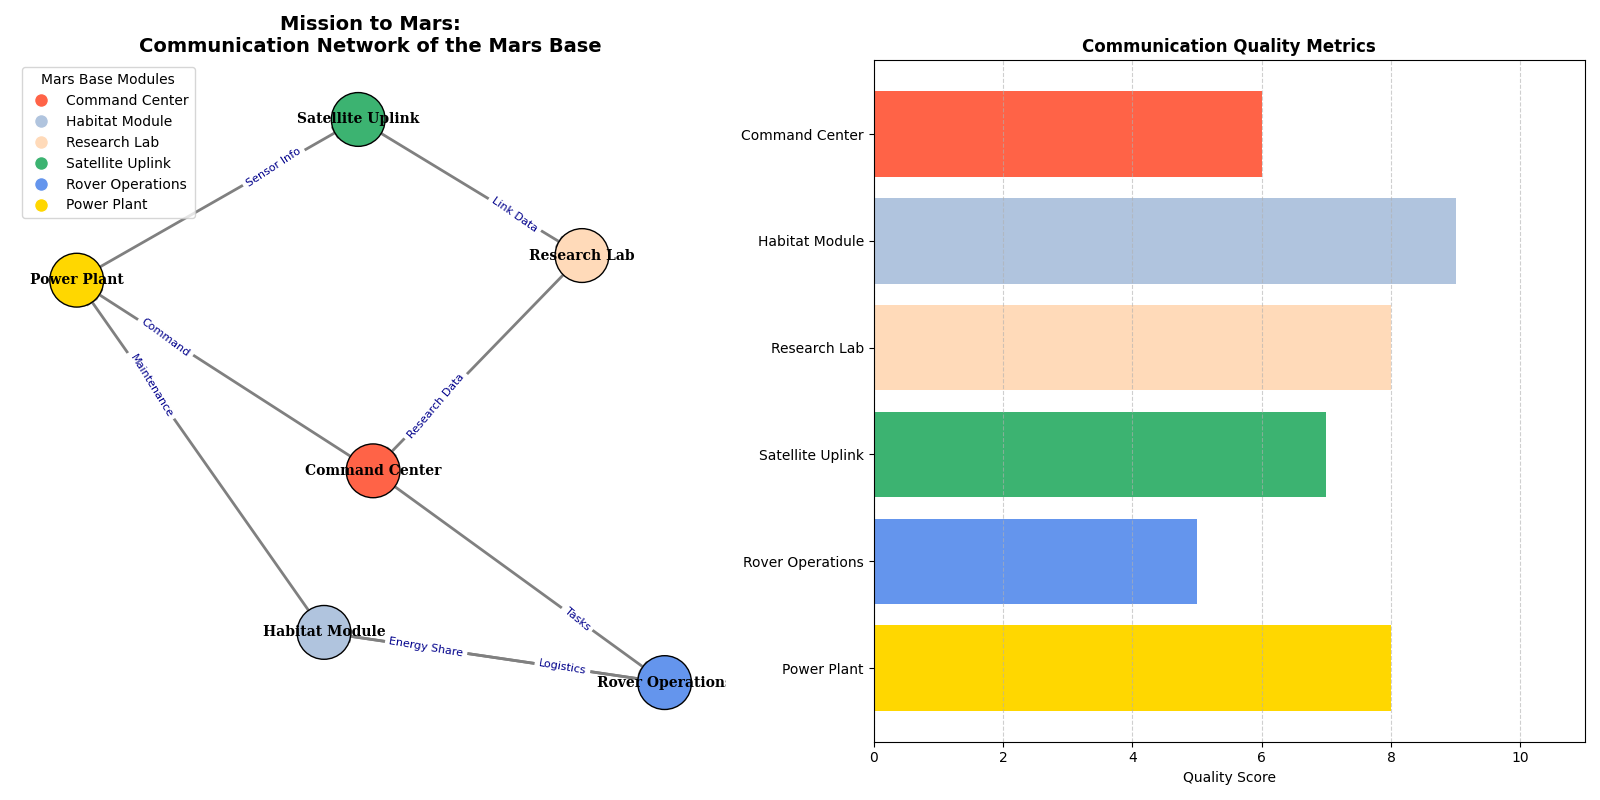 Mission to Mars:
Communication Network of the Mars Base
Mars Base Modules
Command Center
Habitat Module
Research Lab
Satellite Uplink
Rover Operations
Power Plant
Satellite Uplink
Sensor Info
Link Data
Research Lab
Power Plant
Command
Maintenance
Research Data
Command Center
Tasks
Habitat Module
Energy Share
Logistics
Rover Operation
Communication Quality Metrics
Command Center
Habitat Module
Research Lab
Satellite Uplink
Rover Operations
Power Plant
0 2 4 6 8 10
Quality Score